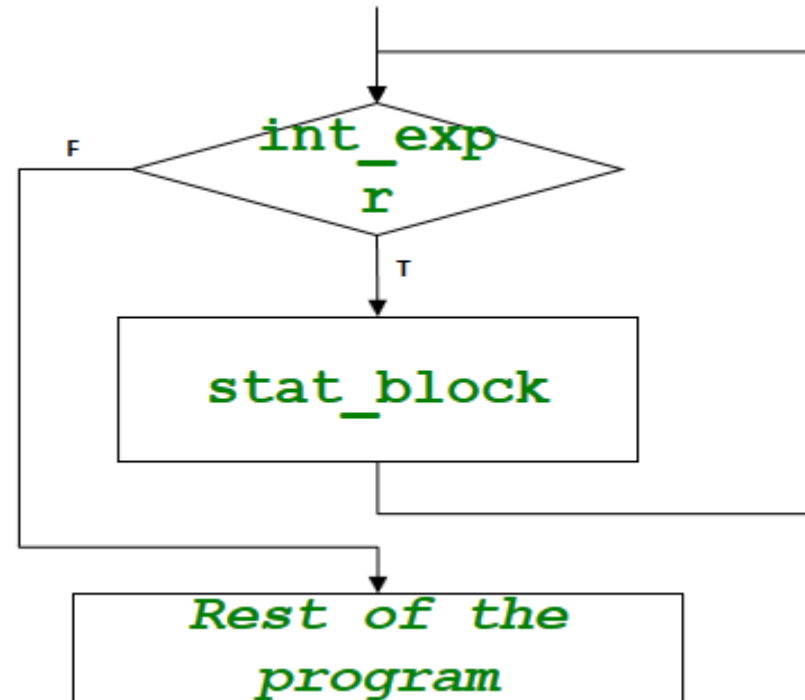 int_exp
r
F
T
stat_block
Rest of the
program